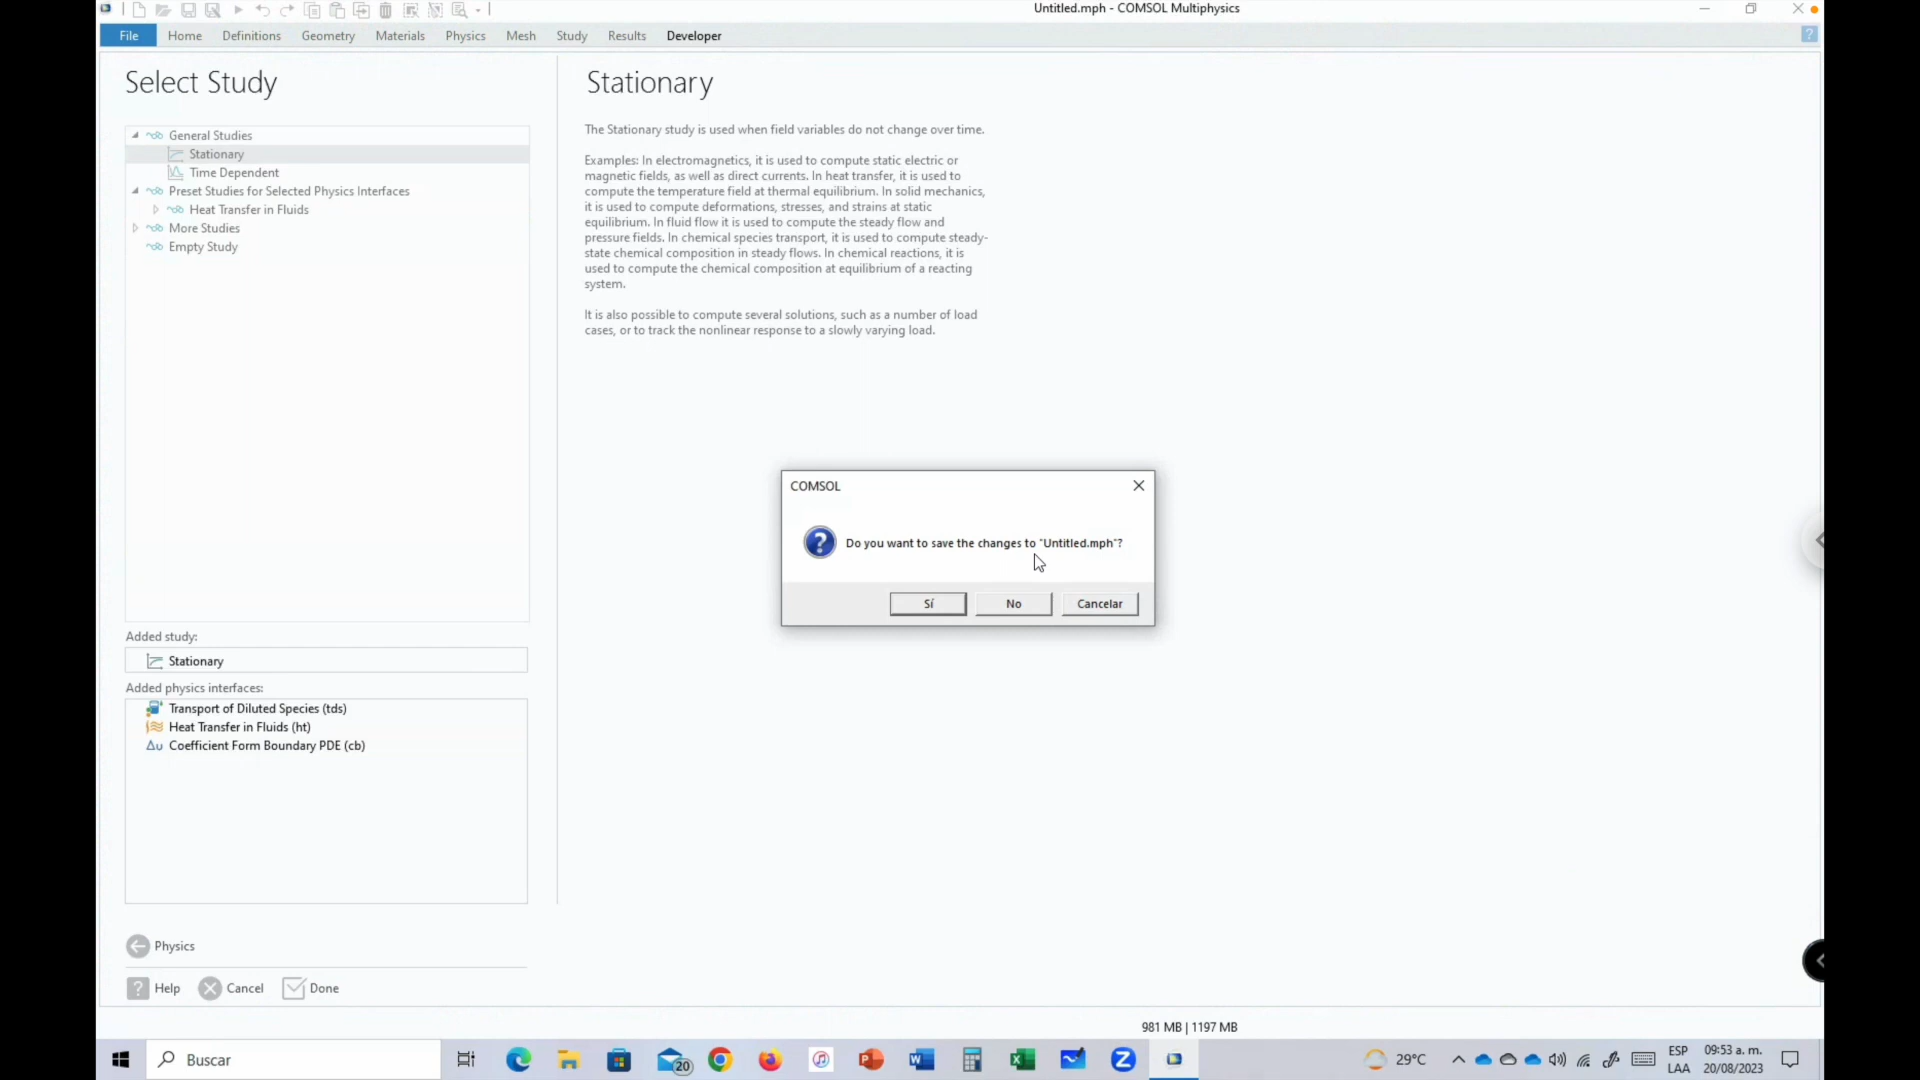 Untitled.mph - COMSOL Multiphysics
File Home Definitions Geometry Materials Physics Mesh Study Results Developer
?
Select Study
General Studies
Stationary
Time Dependent
Preset Studies for Selected Physics Interfaces
Heat Transfer in Fluids
More Studies
Empty Study
Added study:
Stationary
Added physics interfaces:
Transport of Diluted Species (tds)
Heat Transfer in Fluids (ht)
Δu Coefficient Form Boundary PDE (cb)
Physics
? Help Cancel Done
Stationary
The Stationary study is used when field variables do not change over time.
Examples: In electromagnetics, it is used to compute static electric or
magnetic fields, as well as direct currents. In heat transfer, it is used to
compute the temperature field at thermal equilibrium. In solid mechanics,
it is used to compute deformations, stresses, and strains at static
equilibrium. In fluid flow it is used to compute the steady flow and
pressure fields. In chemical species transport, it is used to compute steady-
state chemical composition in steady flows. In chemical reactions, it is
used to compute the chemical composition at equilibrium of a reacting
system.
It is also possible to compute several solutions, such as a number of load
cases, or to track the nonlinear response to a slowly varying load.
COMSOL
? Do you want to save the changes to "Untitled.mph"?
Sí No Cancelar
981 MB | 1197 MB
Buscar
20
29°C
ESP
LAA
09:53 a. m.
20/08/2023